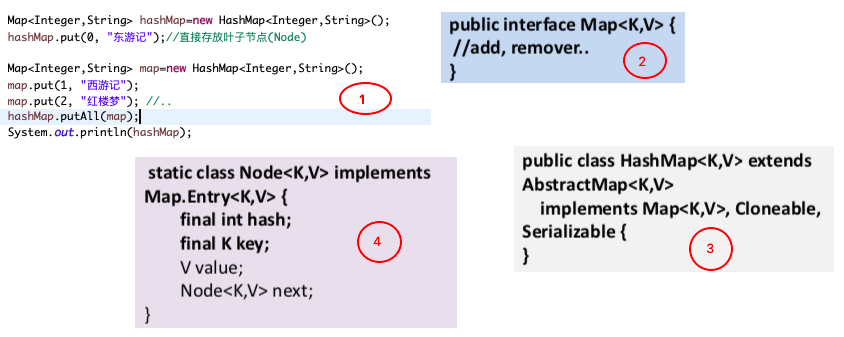 Map<Integer,String> hashMap=new HashMap<Integer,String>();
hashMap.put(0, "东游记");//直接存放叶子节点(Node)
Map<Integer,String> map=new HashMap<Integer,String>();
map.put(1, "西游记");
map.put(2, "红楼梦"); //..
hashMap.putAll(map);
System.out.println(hashMap);
1
public interface Map<K,V> {
//add, remover..
}
2
static class Node<K,V> implements
Map.Entry<K,V> {
final int hash;
final K key;
V value;
Node<K,V> next;
}
4
public class HashMap<K,V> extends
AbstractMap<K,V>
implements Map<K,V>, Cloneable,
Serializable {
}
3